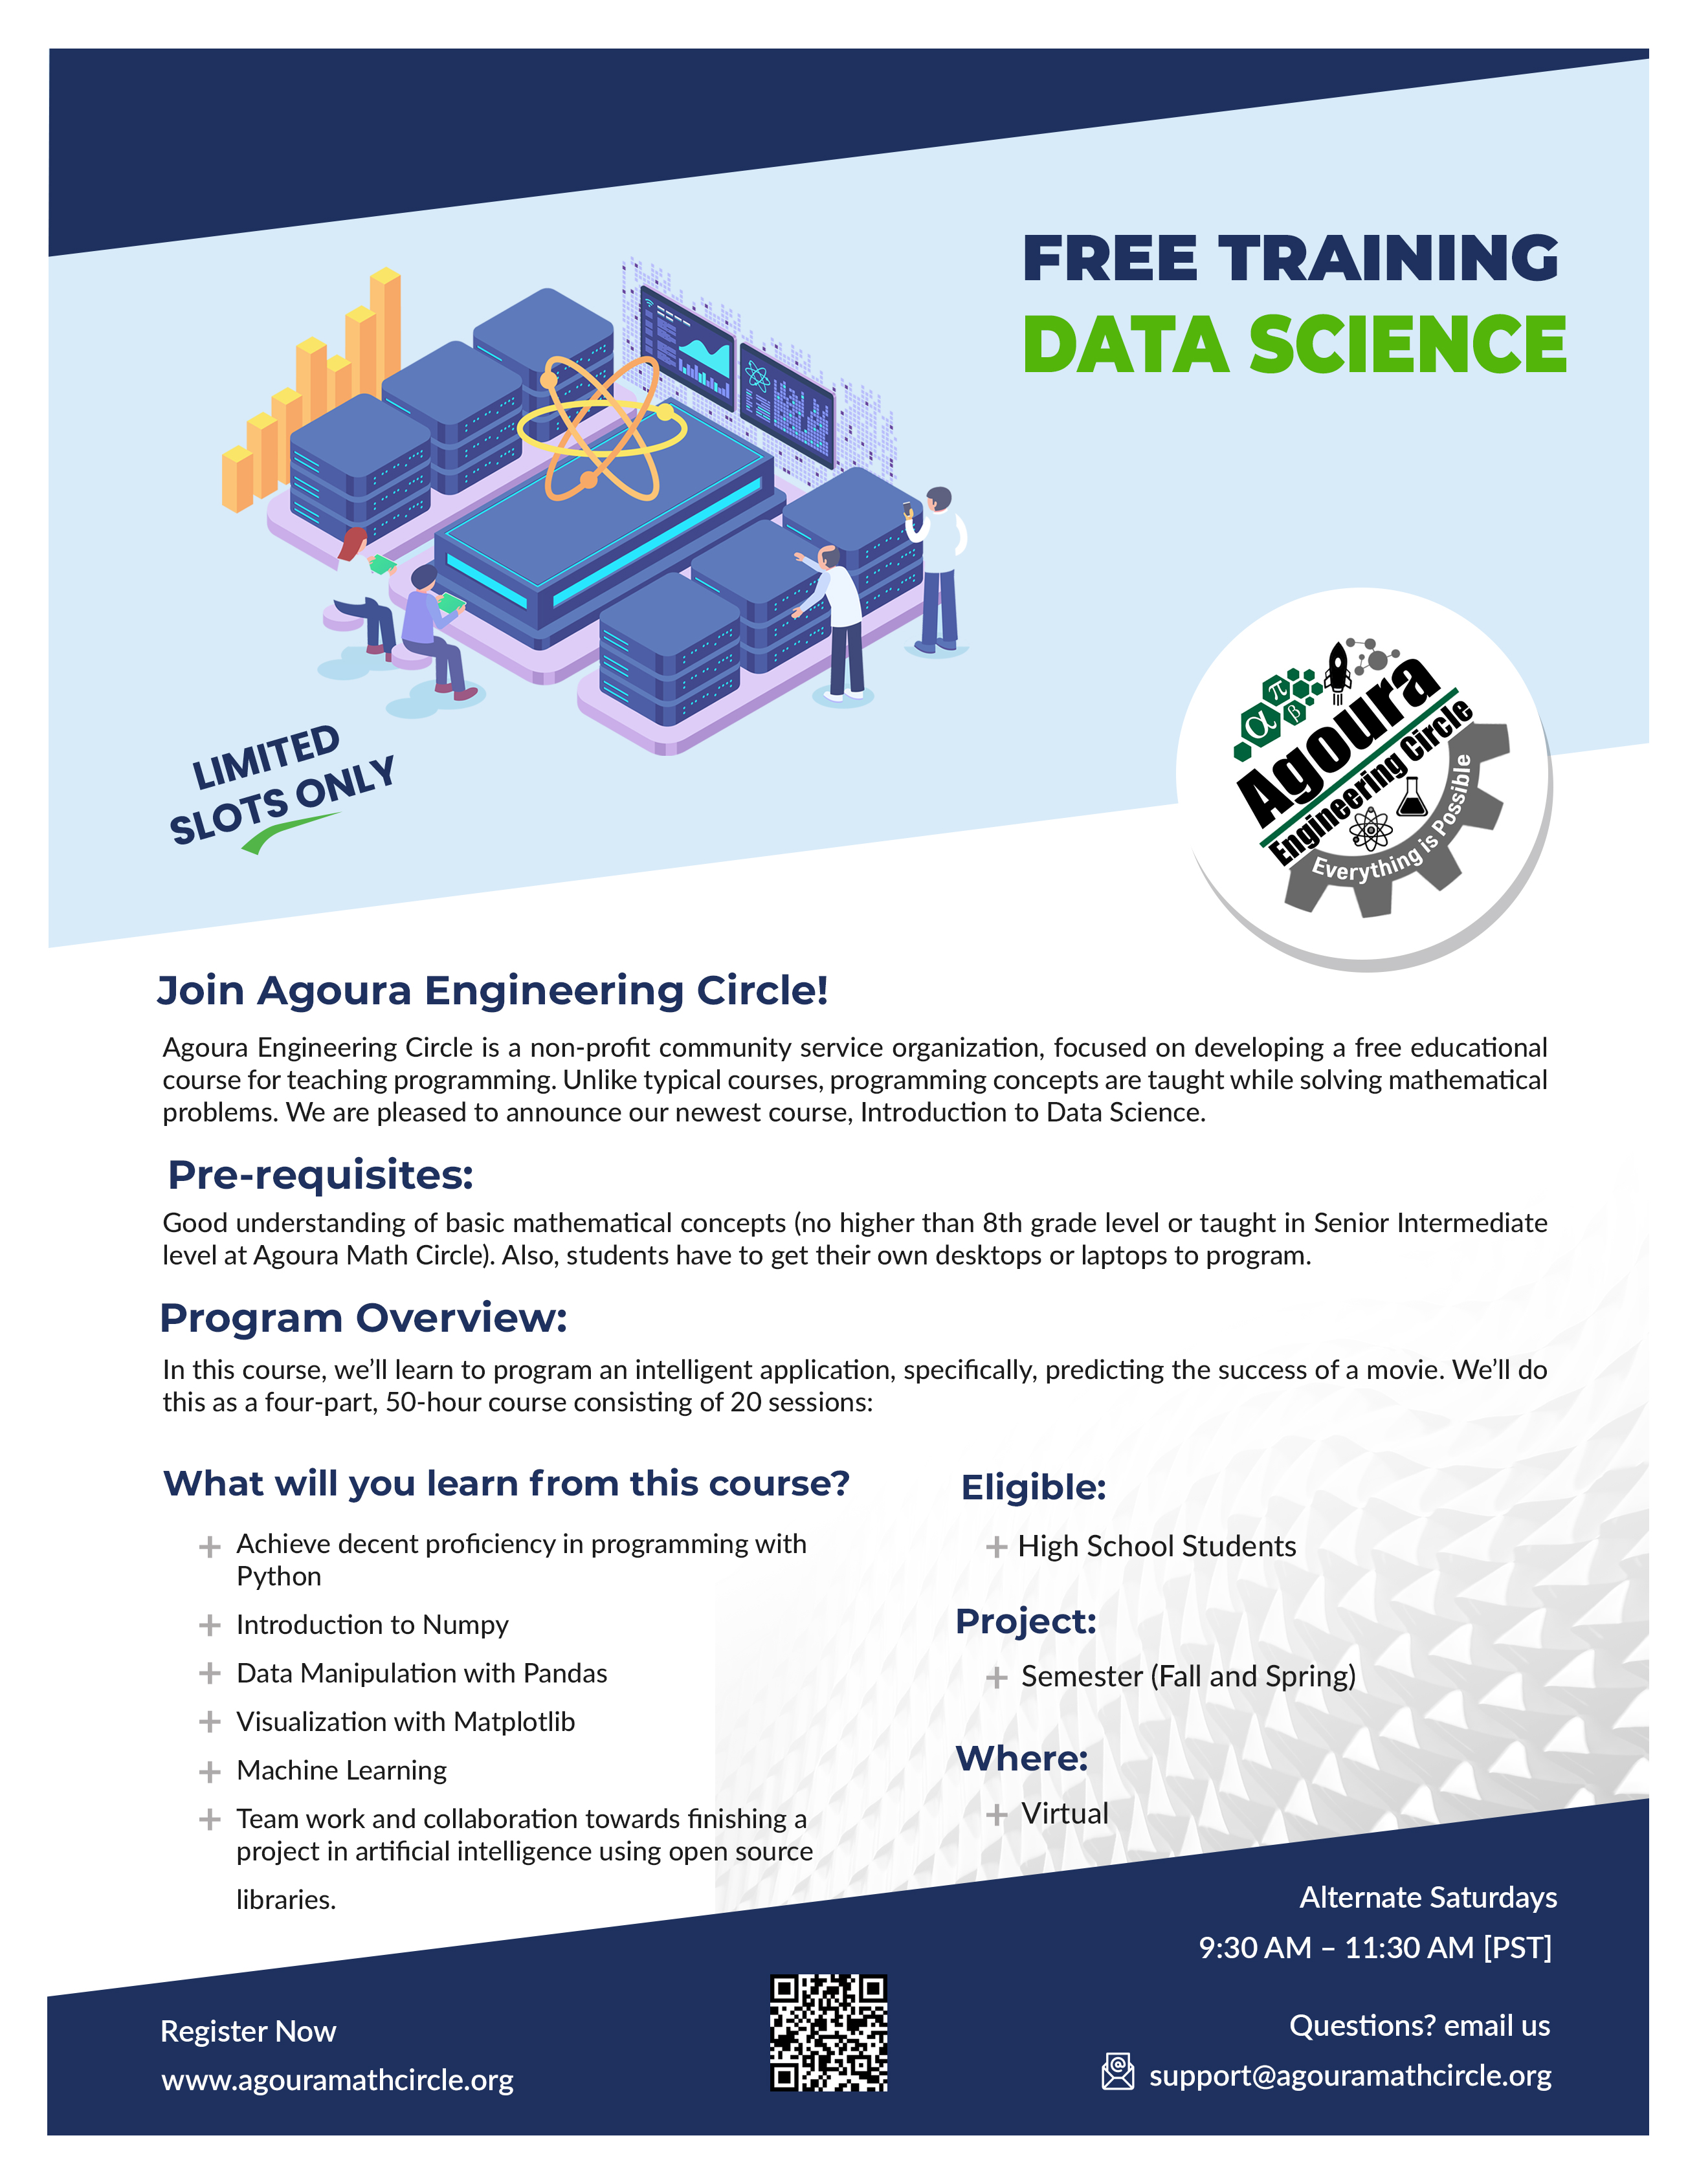 FREE TRAINING
DATA SCIENCE
LIMITED
SLOTS ONLY
α π β
Agoura
Engineering Circle
Everything is Possible
Join Agoura Engineering Circle!
Agoura Engineering Circle is a non-profit community service organization, focused on developing a free educational
course for teaching programming. Unlike typical courses, programming concepts are taught while solving mathematical
problems. We are pleased to announce our newest course, Introduction to Data Science.
Pre-requisites:
Good understanding of basic mathematical concepts (no higher than 8th grade level or taught in Senior Intermediate
level at Agoura Math Circle). Also, students have to get their own desktops or laptops to program.
Program Overview:
In this course, we’ll learn to program an intelligent application, specifically, predicting the success of a movie. We’ll do
this as a four-part, 50-hour course consisting of 20 sessions:
What will you learn from this course?
Achieve decent proficiency in programming with
Python
Introduction to Numpy
Data Manipulation with Pandas
Visualization with Matplotlib
Machine Learning
Team work and collaboration towards finishing a
project in artificial intelligence using open source
libraries.
Eligible:
High School Students
Project:
Semester (Fall and Spring)
Where:
Virtual
Alternate Saturdays
9:30 AM – 11:30 AM [PST]
Register Now
www.agouramathcircle.org
Questions? email us
support@agouramathcircle.org